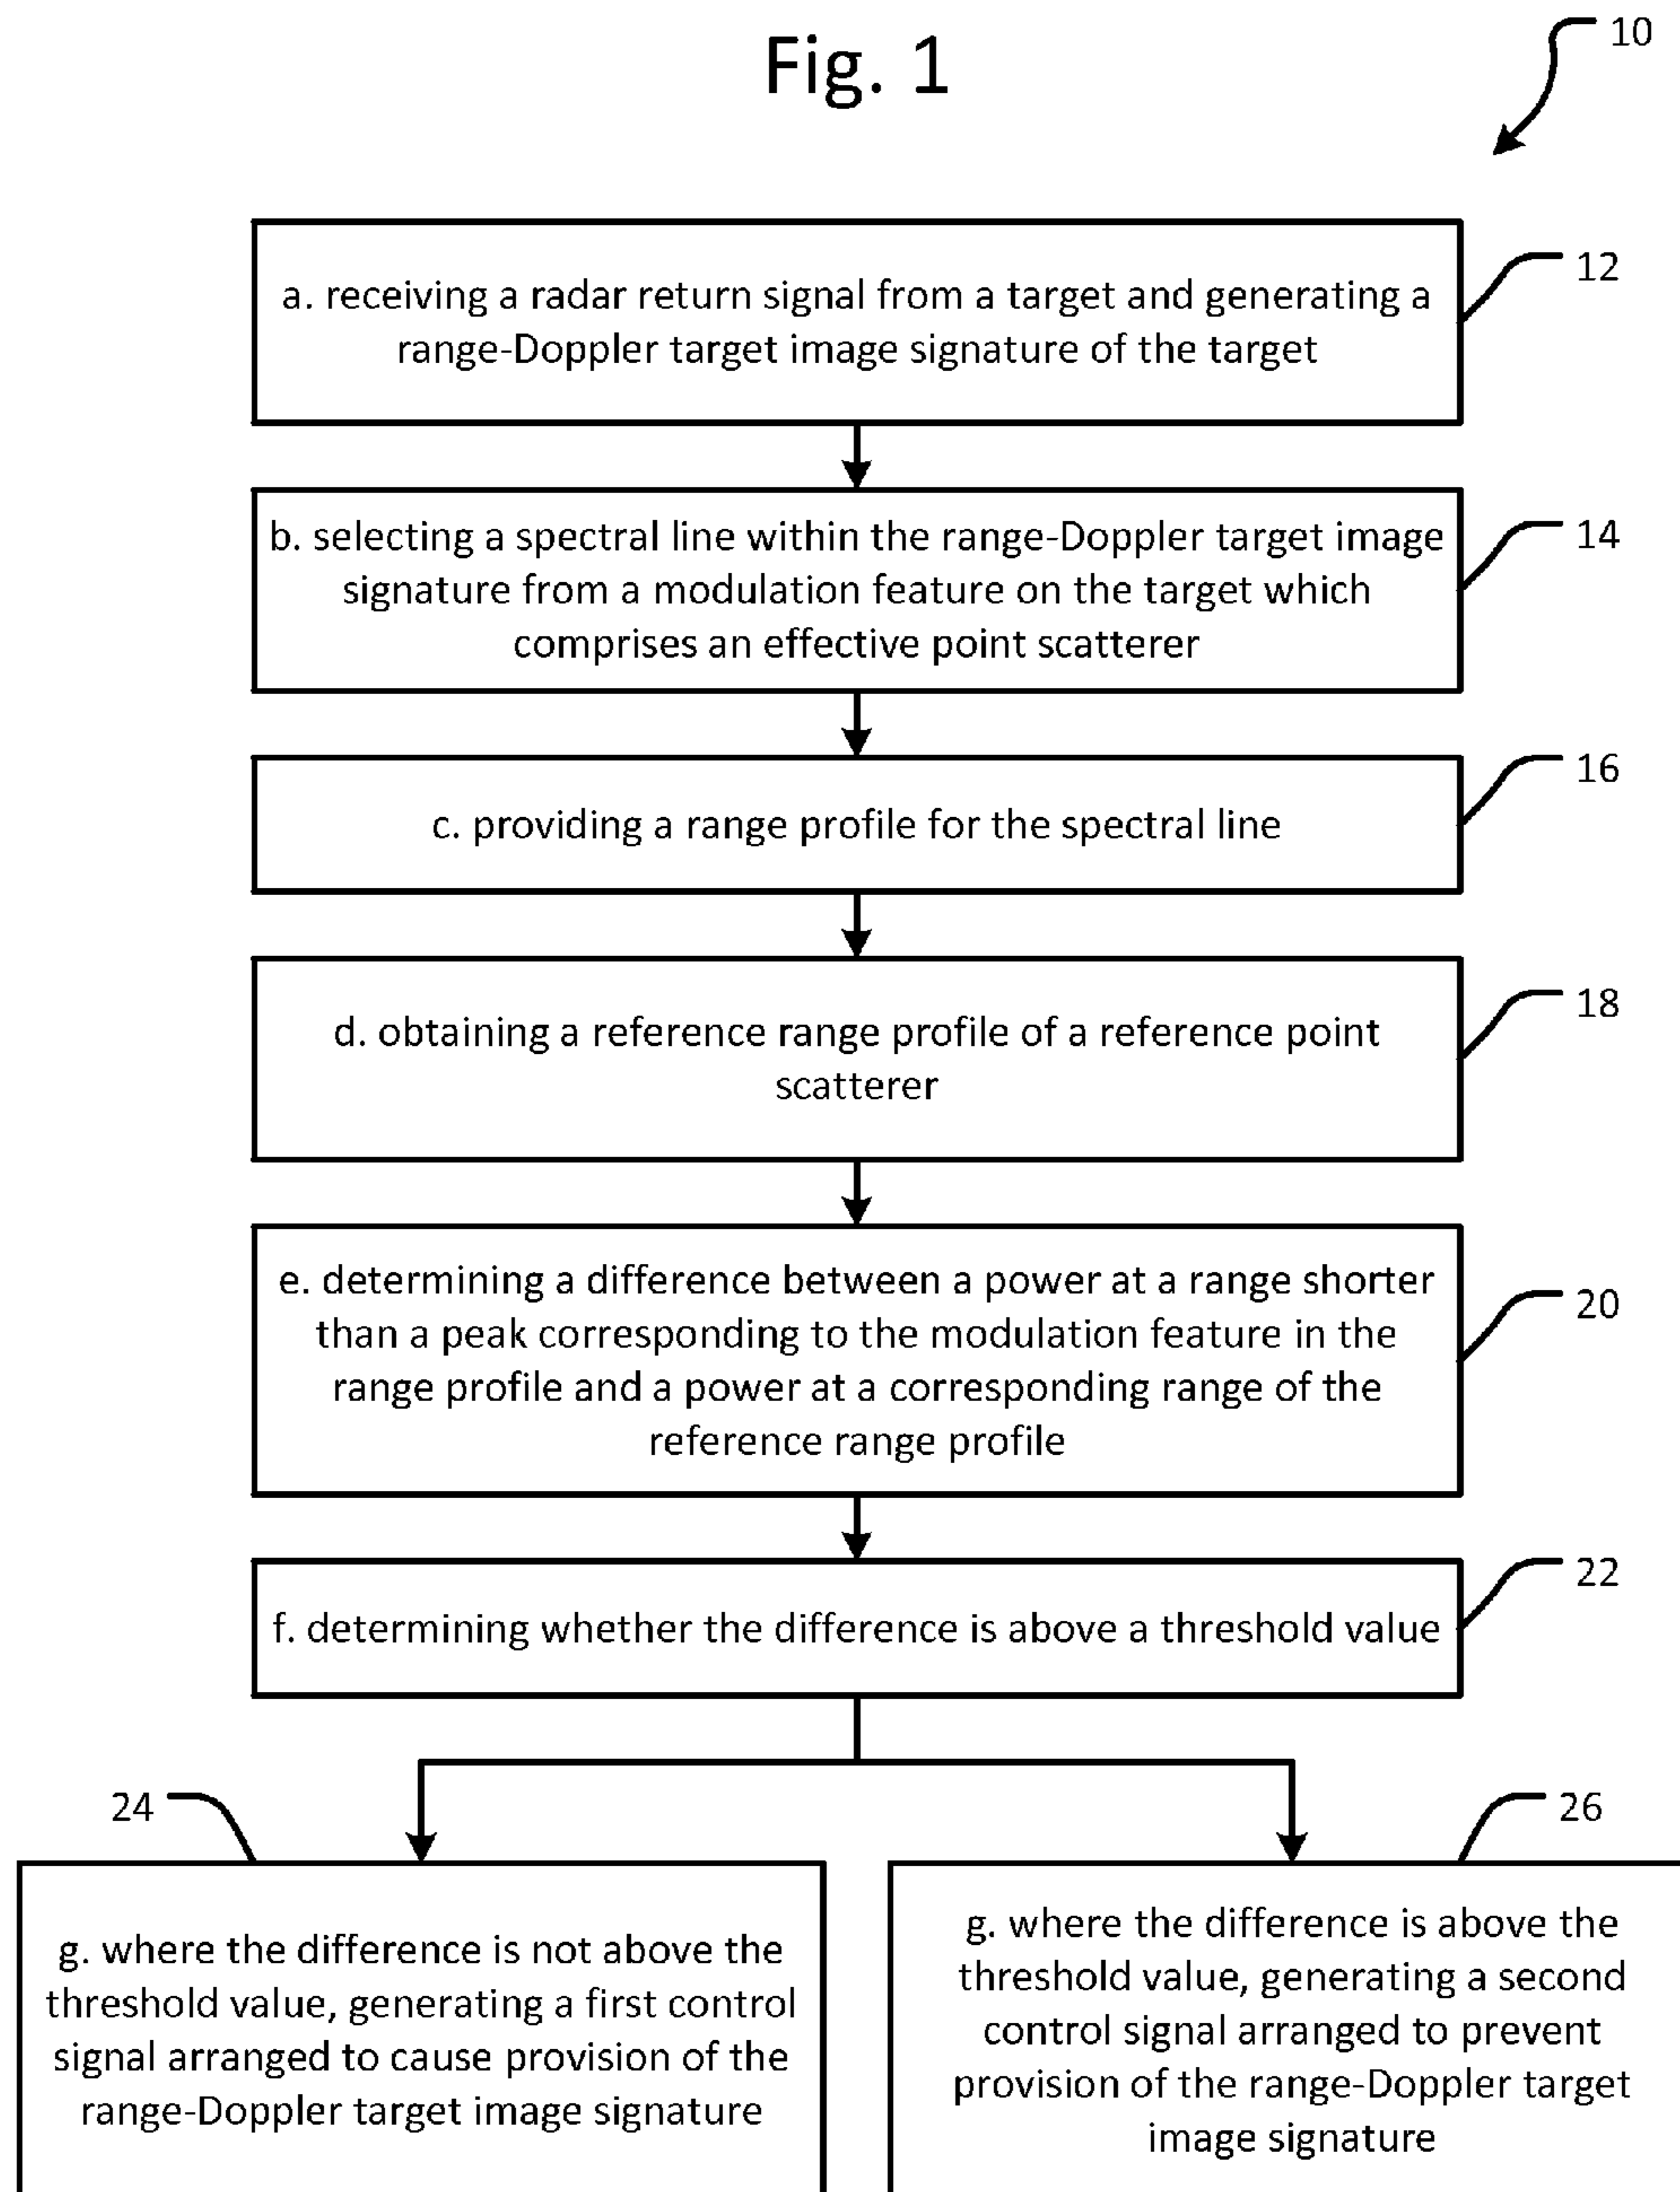 Fig. 1
10
a. receiving a radar return signal from a target and generating a
range-Doppler target image signature of the target
12
b. selecting a spectral line within the range-Doppler target image
signature from a modulation feature on the target which
comprises an effective point scatterer
14
c. providing a range profile for the spectral line
16
d. obtaining a reference range profile of a reference point
scatterer
18
e. determining a difference between a power at a range shorter
than a peak corresponding to the modulation feature in the
range profile and a power at a corresponding range of the
reference range profile
20
f. determining whether the difference is above a threshold value
22
24
g. where the difference is not above the
threshold value, generating a first control
signal arranged to cause provision of the
range-Doppler target image signature
26
g. where the difference is above the
threshold value, generating a second
control signal arranged to prevent
provision of the range-Doppler target
image signature